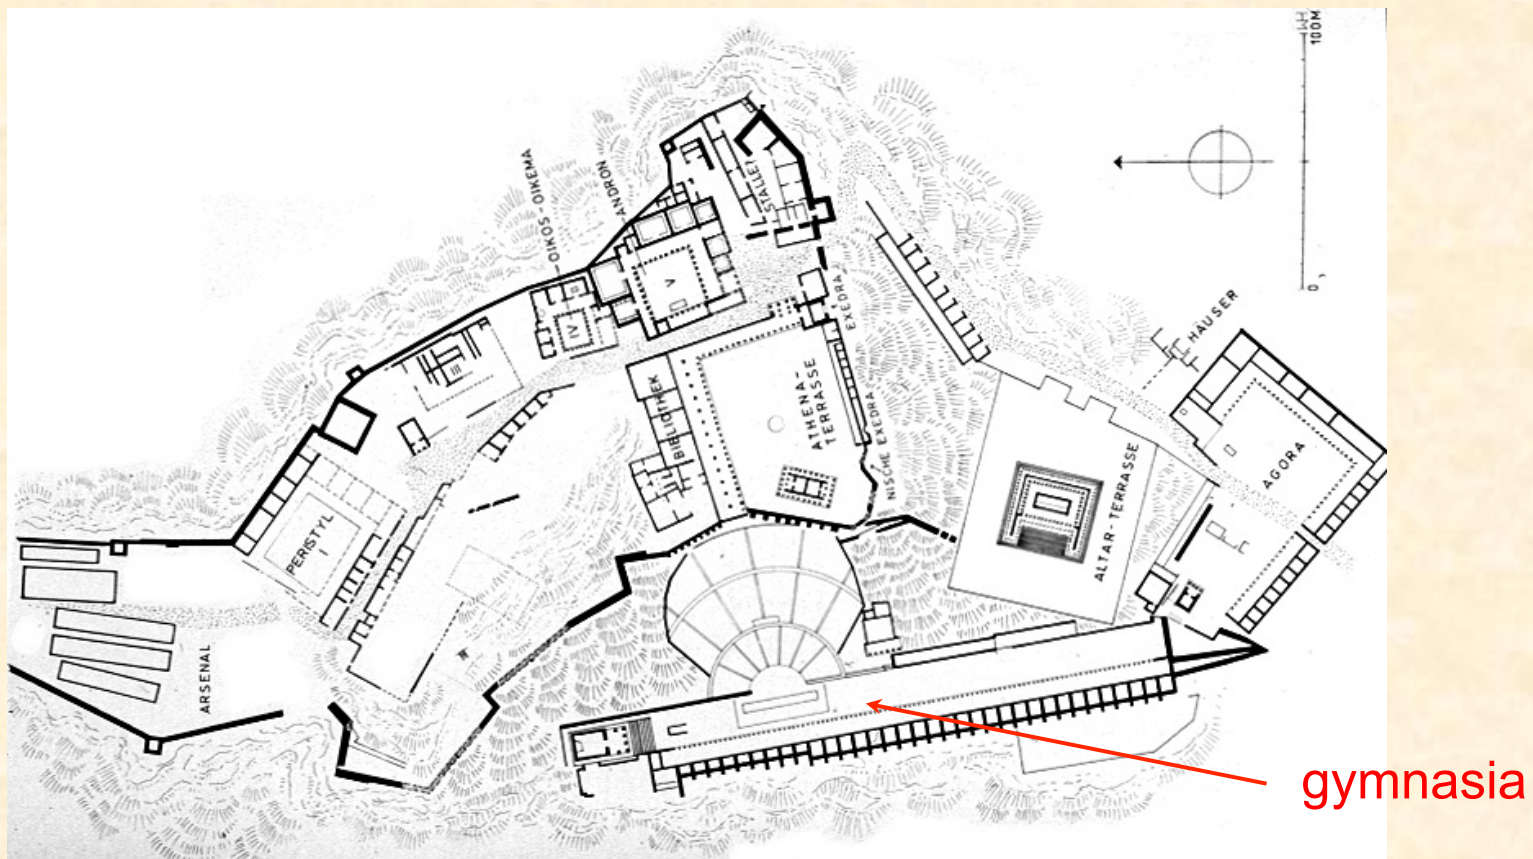 100M
0
OIKOS-OIKEMA
ANDRON
STÄLLE?
V
IV
III
EXEDRA
HÄUSER
BIBLIOTHEK
ATHENA-
TERRASSE
NISCHE EXEDRA
ALTAR-TERRASSE
AGORA
PERISTYL
I
ARSENAL
gymnasia